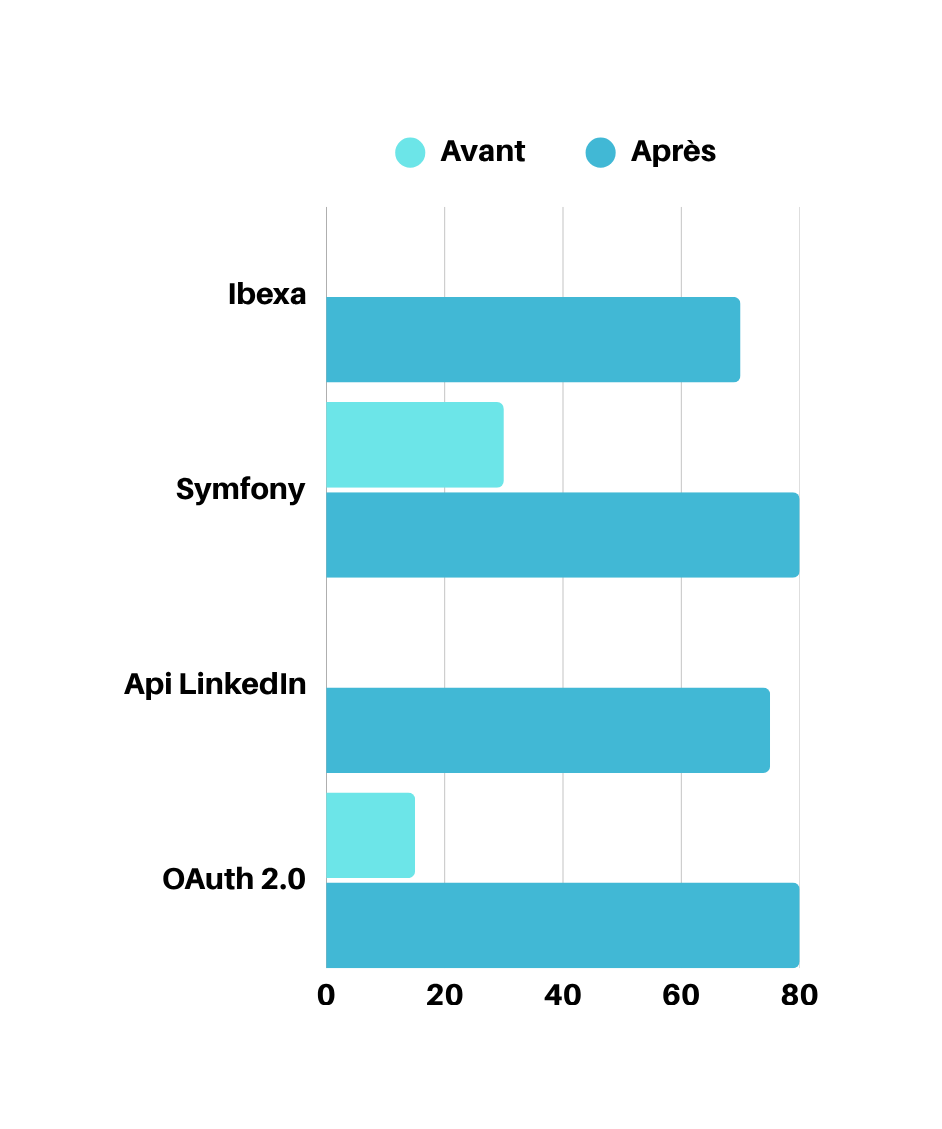 Avant Après
Ibexa
Symfony
Api LinkedIn
OAuth 2.0
0 20 40 60 80